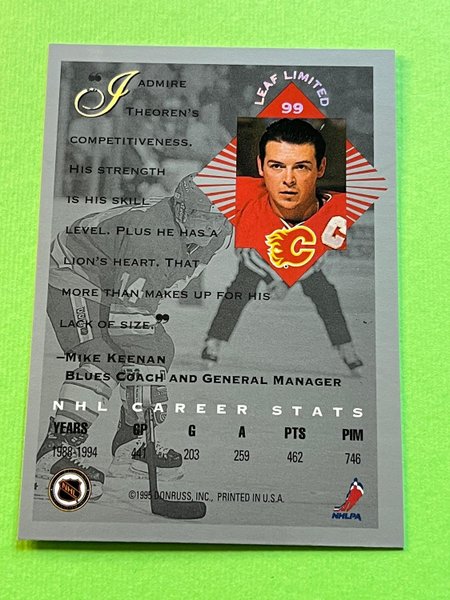 LEAF LIMITED
99
"I ADMIRE
THEOREN'S
COMPETITIVENESS.
HIS STRENGTH
IS HIS SKILL
LEVEL. PLUS HE HAS A
LION'S HEART. THAT
MORE THAN MAKES UP FOR HIS
LACK OF SIZE."
–MIKE KEENAN
BLUES COACH AND GENERAL MANAGER
C
C
NHL CAREER STATS
YEARS GP G A PTS PIM
1988-1994 441 203 259 462 746
NHL
©1995 DONRUSS, INC., PRINTED IN U.S.A.
NHLPA